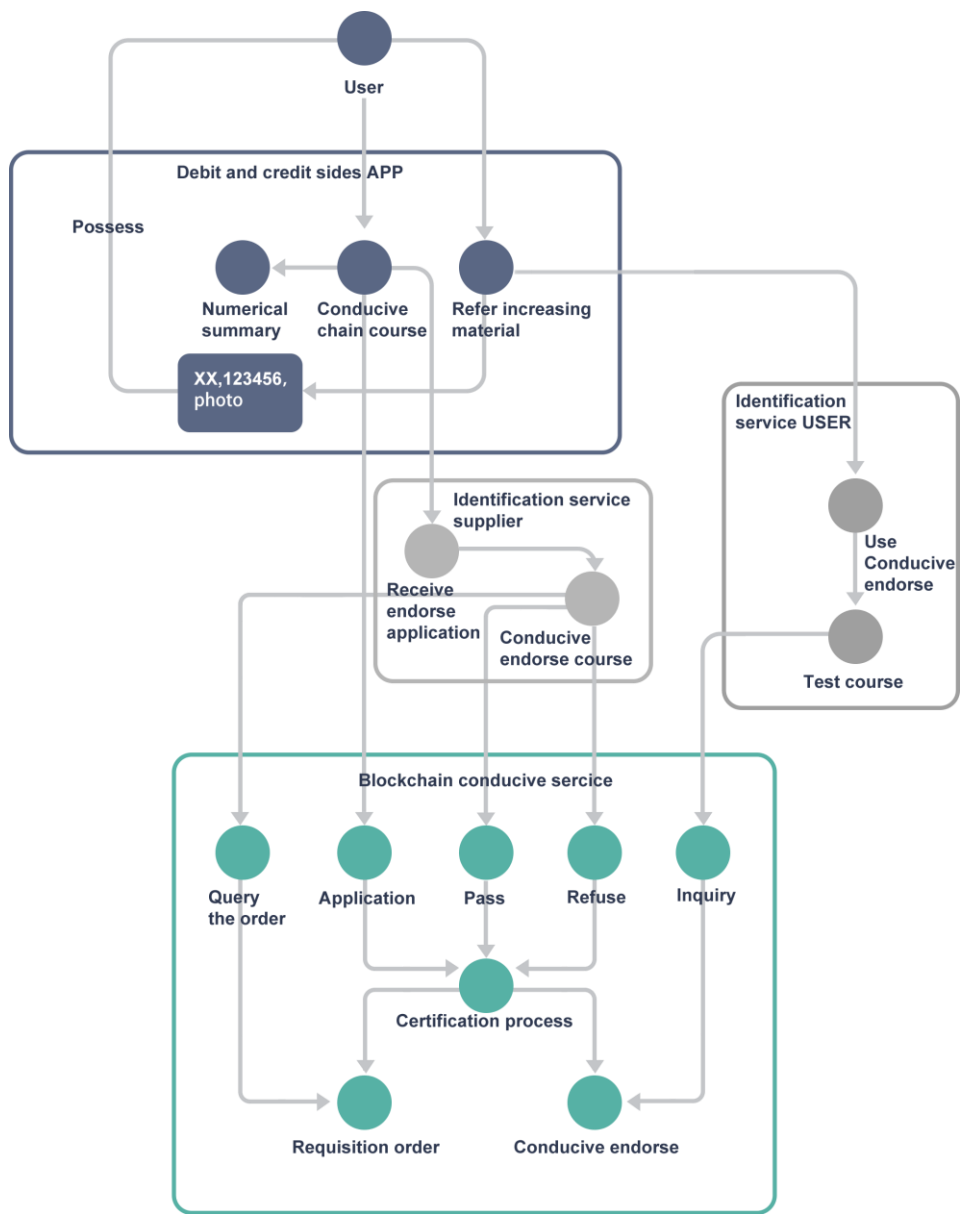 User
Debit and credit sides APP
Possess
Numerical
summary
Conducive
chain course
Refer increasing
material
XX,123456,
photo
Identification
service USER
Identification service
supplier
Use
Conducive
endorse
Receive
endorse
application
Conducive
endorse course
Test course
Blockchain conducive sercice
Query
the order
Application
Pass
Refuse
Inquiry
Certification process
Requisition order
Conducive endorse